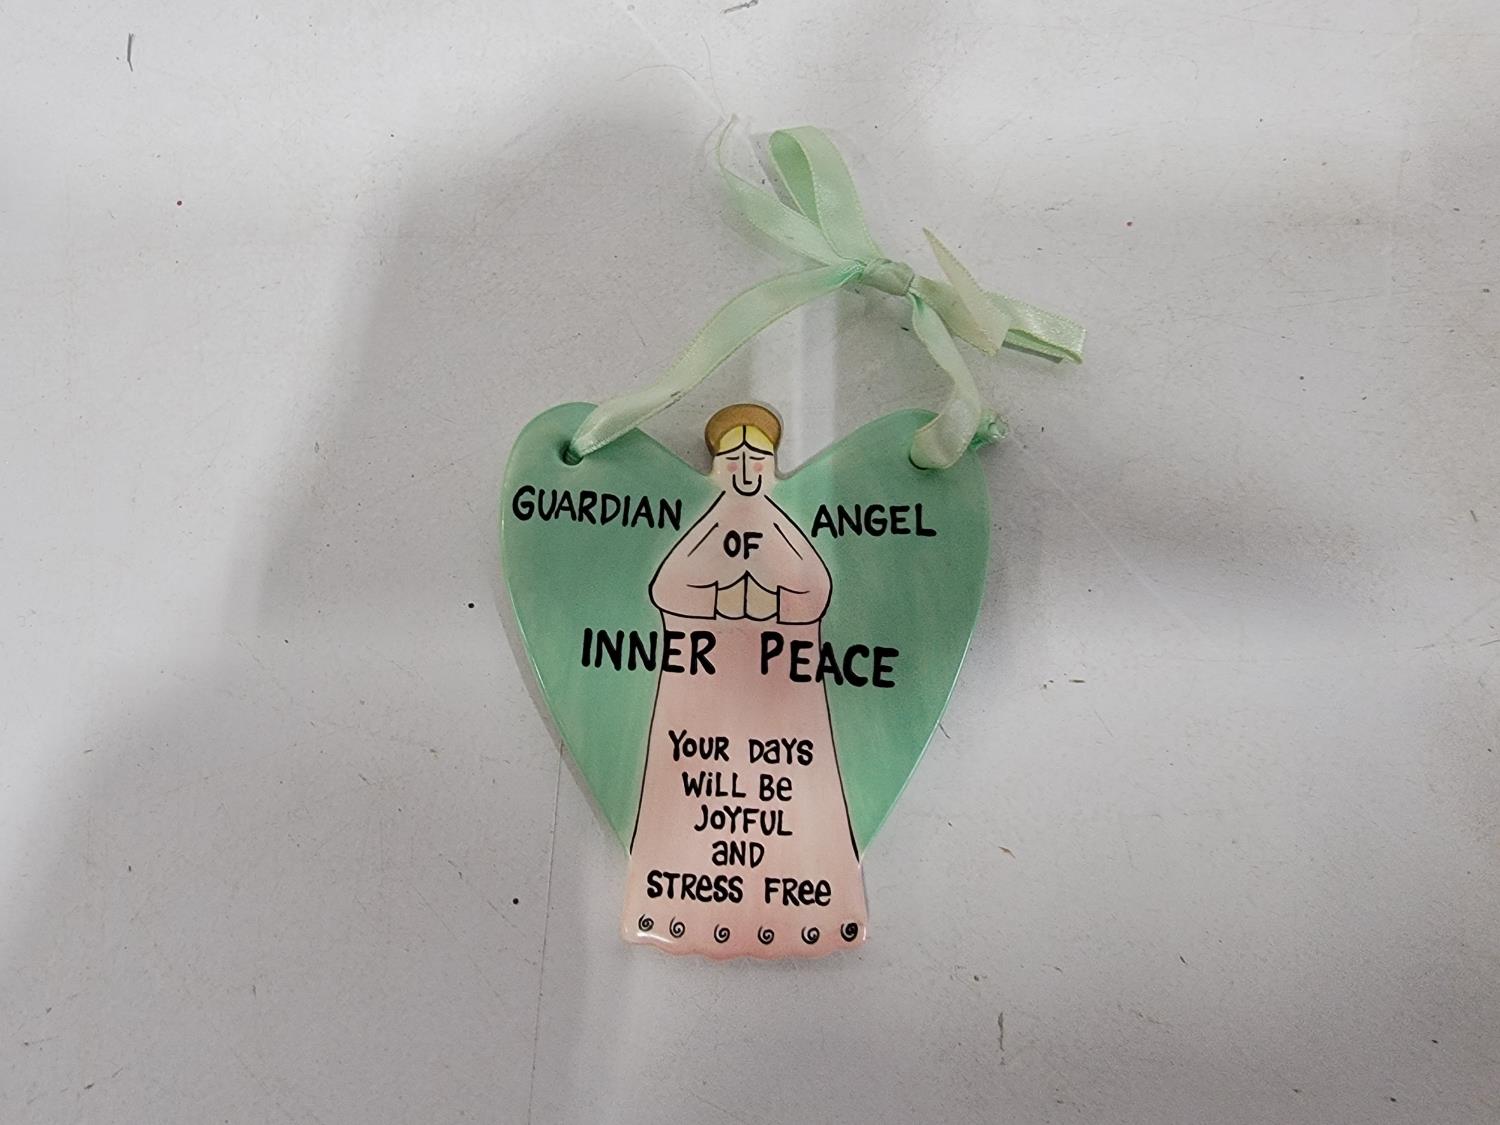 GUARDIAN ANGEL
OF
INNER PEACE
YOUR DaYS
WiLL Be
JOYFUL
aND
STReSS FRee